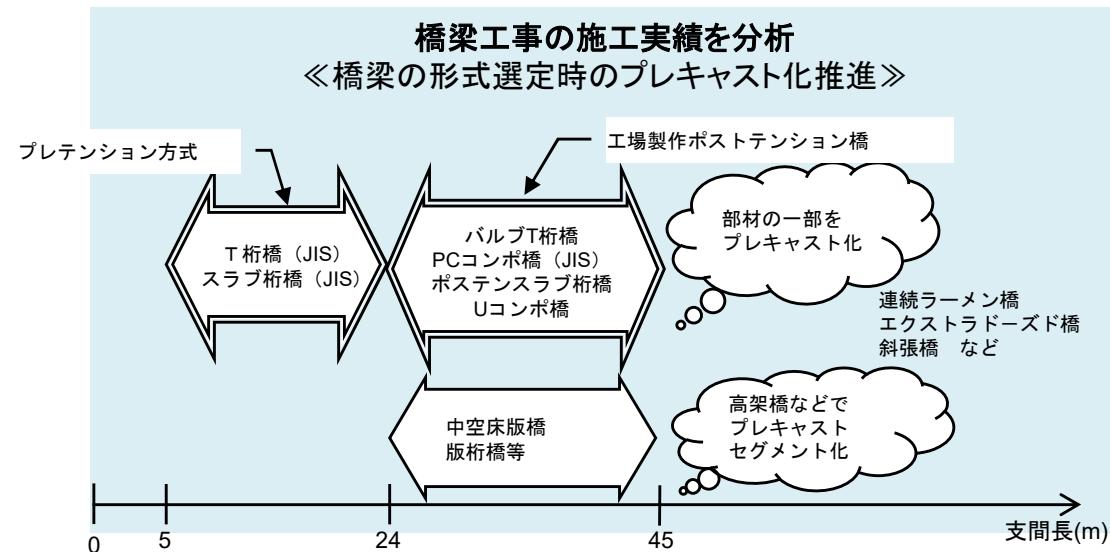 橋梁工事の施工実績を分析
≪橋梁の形式選定時のプレキャスト化推進≫
プレテンション方式
工場製作ポストテンション橋
T桁橋（JIS）
スラブ桁橋（JIS）
バルブT桁橋
PCコンポ橋（JIS）
ポステンスラブ桁橋
Uコンポ橋
部材の一部を
プレキャスト化
連続ラーメン橋
エクストラドーズド橋
斜張橋　など
中空床版橋
版桁橋等
高架橋などで
プレキャスト
セグメント化
0
5
24
45
支間長(m)